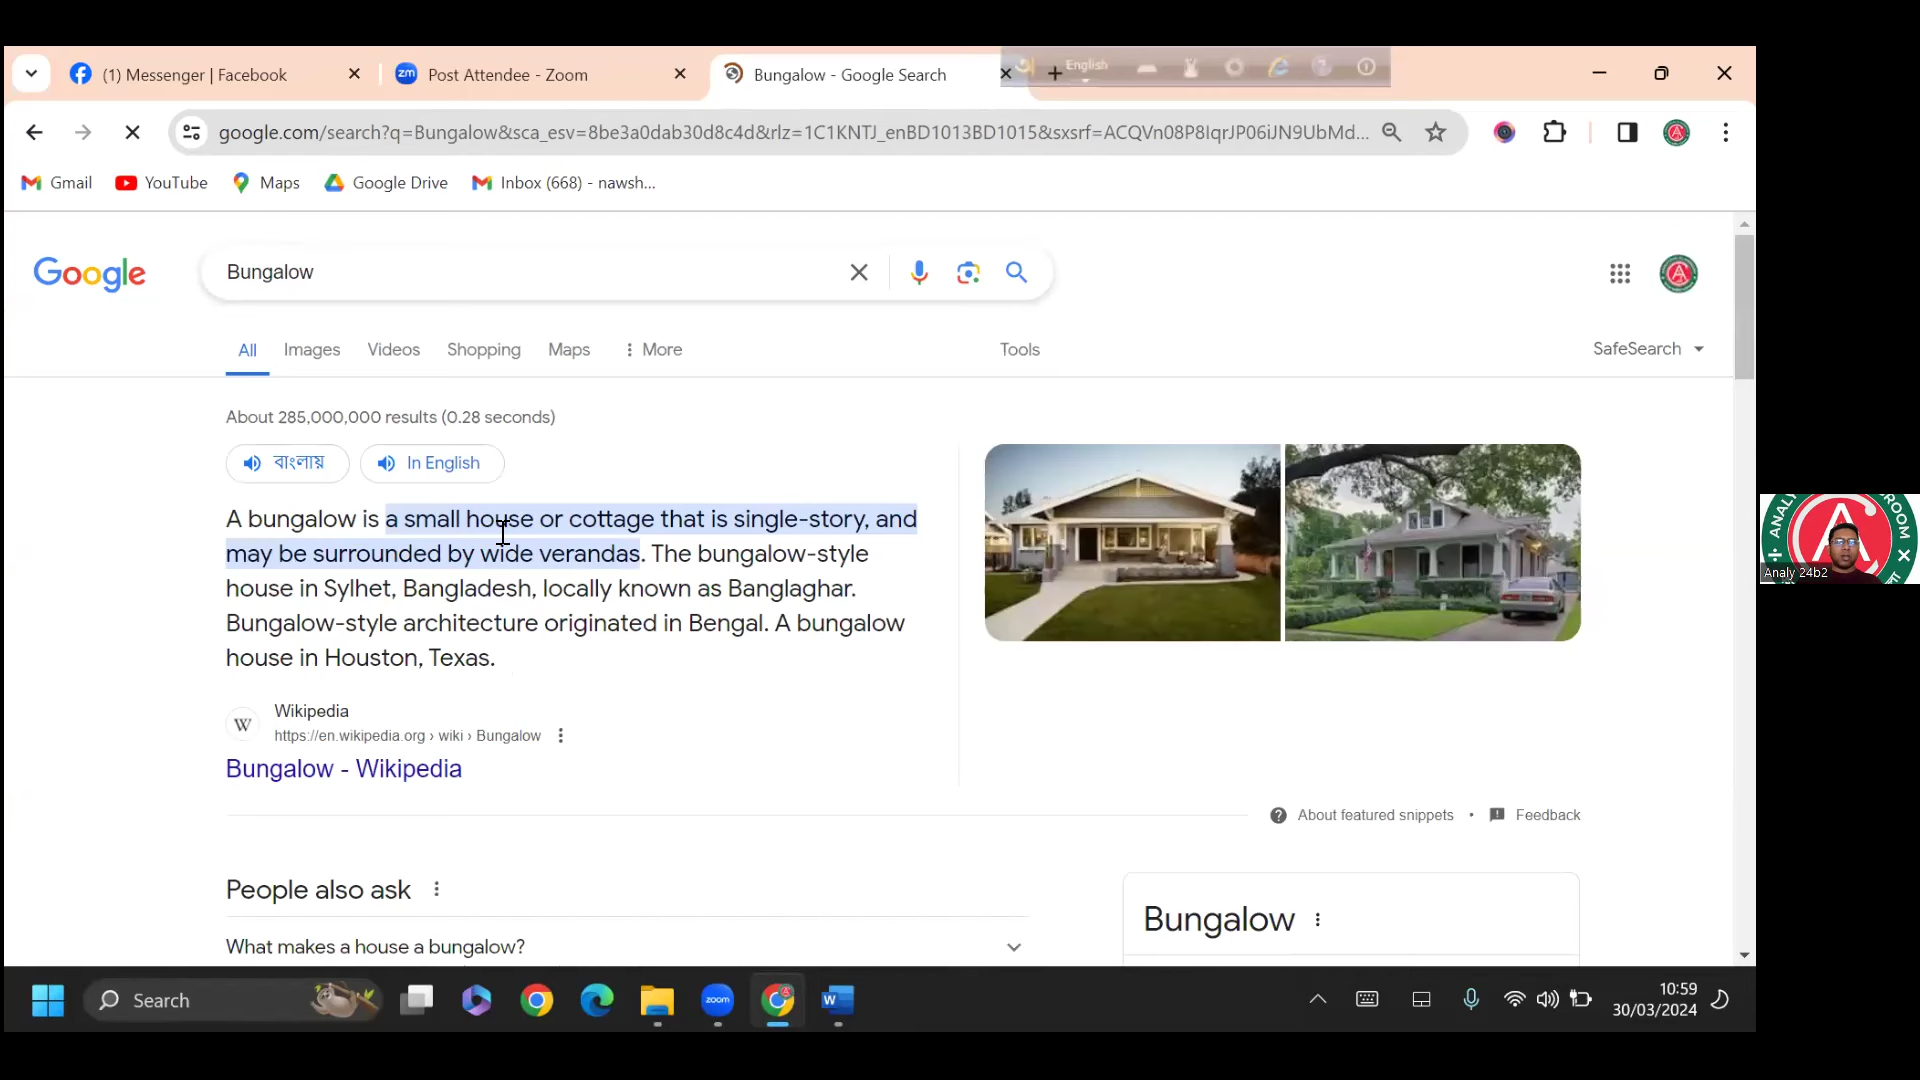 (1) Messenger | Facebook
Post Attendee - Zoom
Bungalow - Google Search
English
google.com/search?q=Bungalow&sca_esv=8be3a0dab30d8c4d&rlz=1C1KNTJ_enBD1013BD1015&sxsrf=ACQVn08P8IqrJP06iJN9UbMd...
Gmail
YouTube
Maps
Google Drive
Inbox (668) - nawsh...
Google
Bungalow
All
Images
Videos
Shopping
Maps
More
Tools
SafeSearch
About 285,000,000 results (0.28 seconds)
বাংলায়
In English
A bungalow is a small house or cottage that is single-story, and
may be surrounded by wide verandas. The bungalow-style
house in Sylhet, Bangladesh, locally known as Banglaghar.
Bungalow-style architecture originated in Bengal. A bungalow
house in Houston, Texas.
W
Wikipedia
https://en.wikipedia.org › wiki › Bungalow
Bungalow - Wikipedia
About featured snippets
Feedback
People also ask
Bungalow
What makes a house a bungalow?
Analy 24b2
Search
zoom
W
10:59
30/03/2024